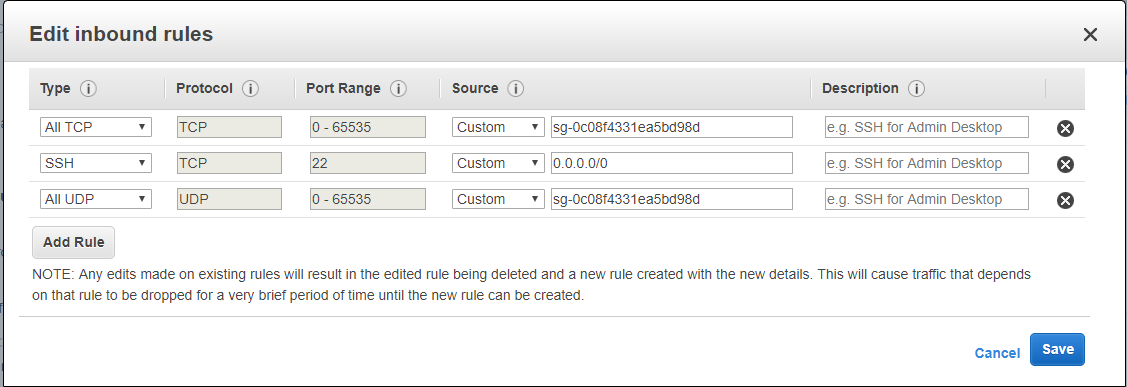 Edit inbound rules
Type Protocol Port Range Source Description
All TCP TCP 0 - 65535 Custom sg-0c08f4331ea5bd98d e.g. SSH for Admin Desktop
SSH TCP 22 Custom 0.0.0.0/0 e.g. SSH for Admin Desktop
All UDP UDP 0 - 65535 Custom sg-0c08f4331ea5bd98d e.g. SSH for Admin Desktop
Add Rule
NOTE: Any edits made on existing rules will result in the edited rule being deleted and a new rule created with the new details. This will cause traffic that depends
on that rule to be dropped for a very brief period of time until the new rule can be created.
Cancel Save